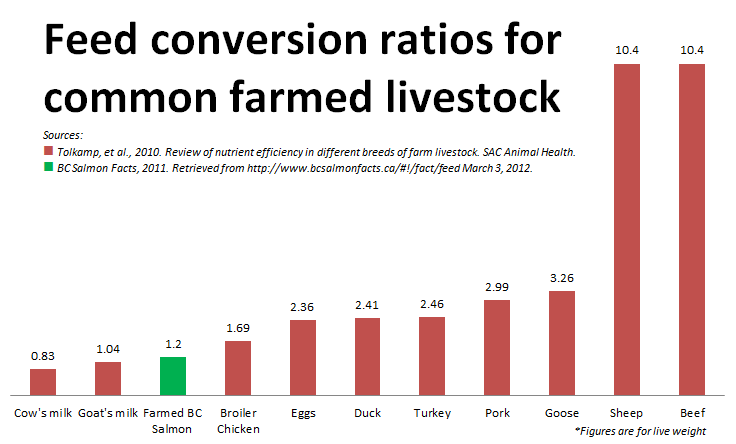 Feed conversion ratios for
common farmed livestock
Sources:
Tolkamp, et al., 2010. Review of nutrient efficiency in different breeds of farm livestock. SAC Animal Health.
BC Salmon Facts, 2011. Retrieved from http://www.bcsalmonfacts.ca/#!/fact/feed March 3, 2012.
10.4 10.4
3.26
2.99
2.36 2.41 2.46
1.69
1.2
1.04
0.83
Cow's milk Goat's milk Farmed BC Salmon Broiler Chicken Eggs Duck Turkey Pork Goose Sheep Beef
*Figures are for live weight